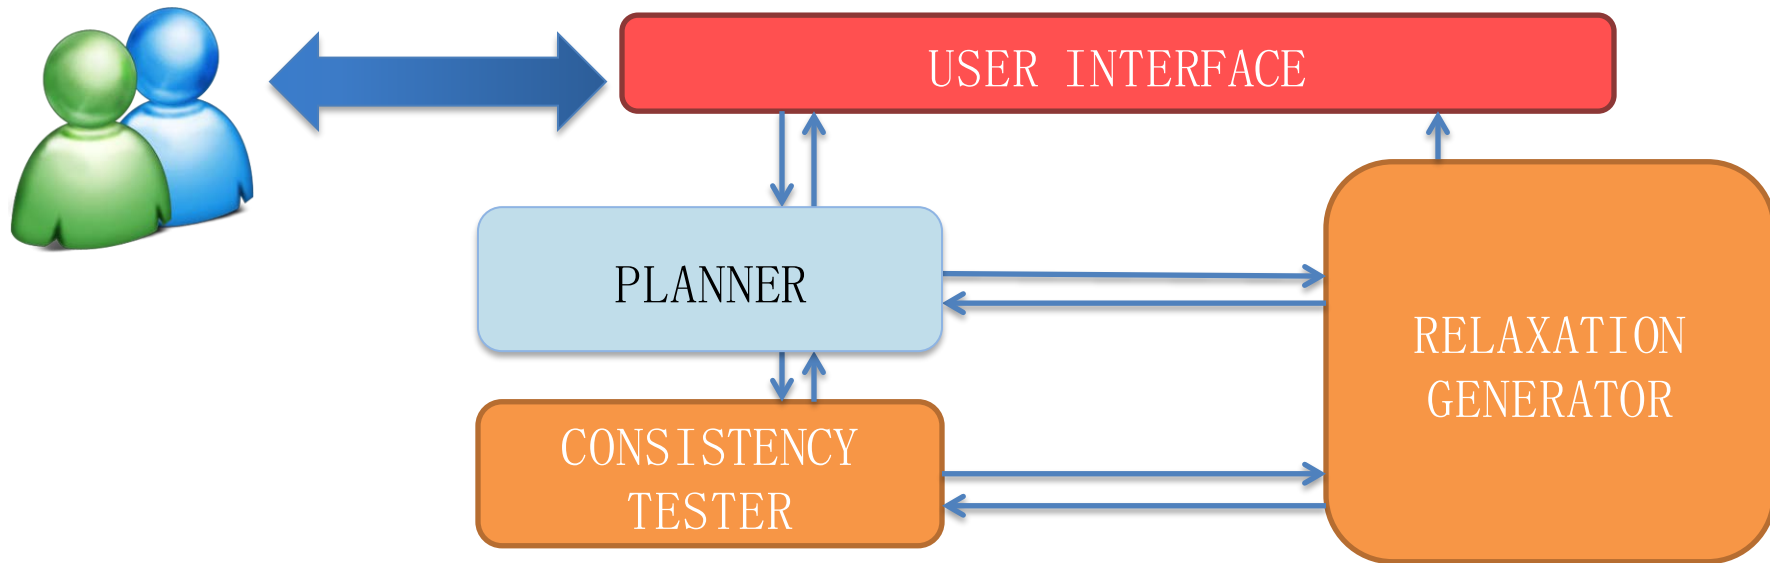 USER INTERFACE
PLANNER
RELAXATION
GENERATOR
CONSISTENCY
TESTER